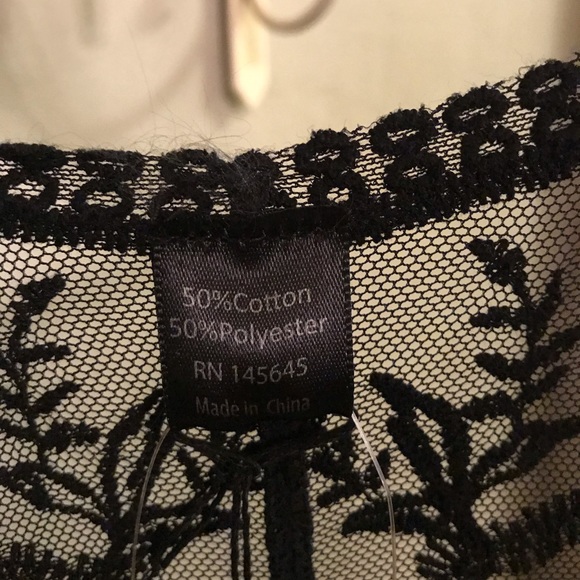 50%Cotton
50%Polyester
RN 145645
Made in China